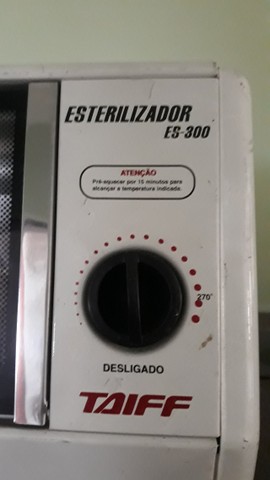 ESTERILIZADOR
ES-300
ATENÇÃO
Pré-aquecer por 15 minutos para
alcançar a temperatura indicada
270°
DESLIGADO
TAIFF